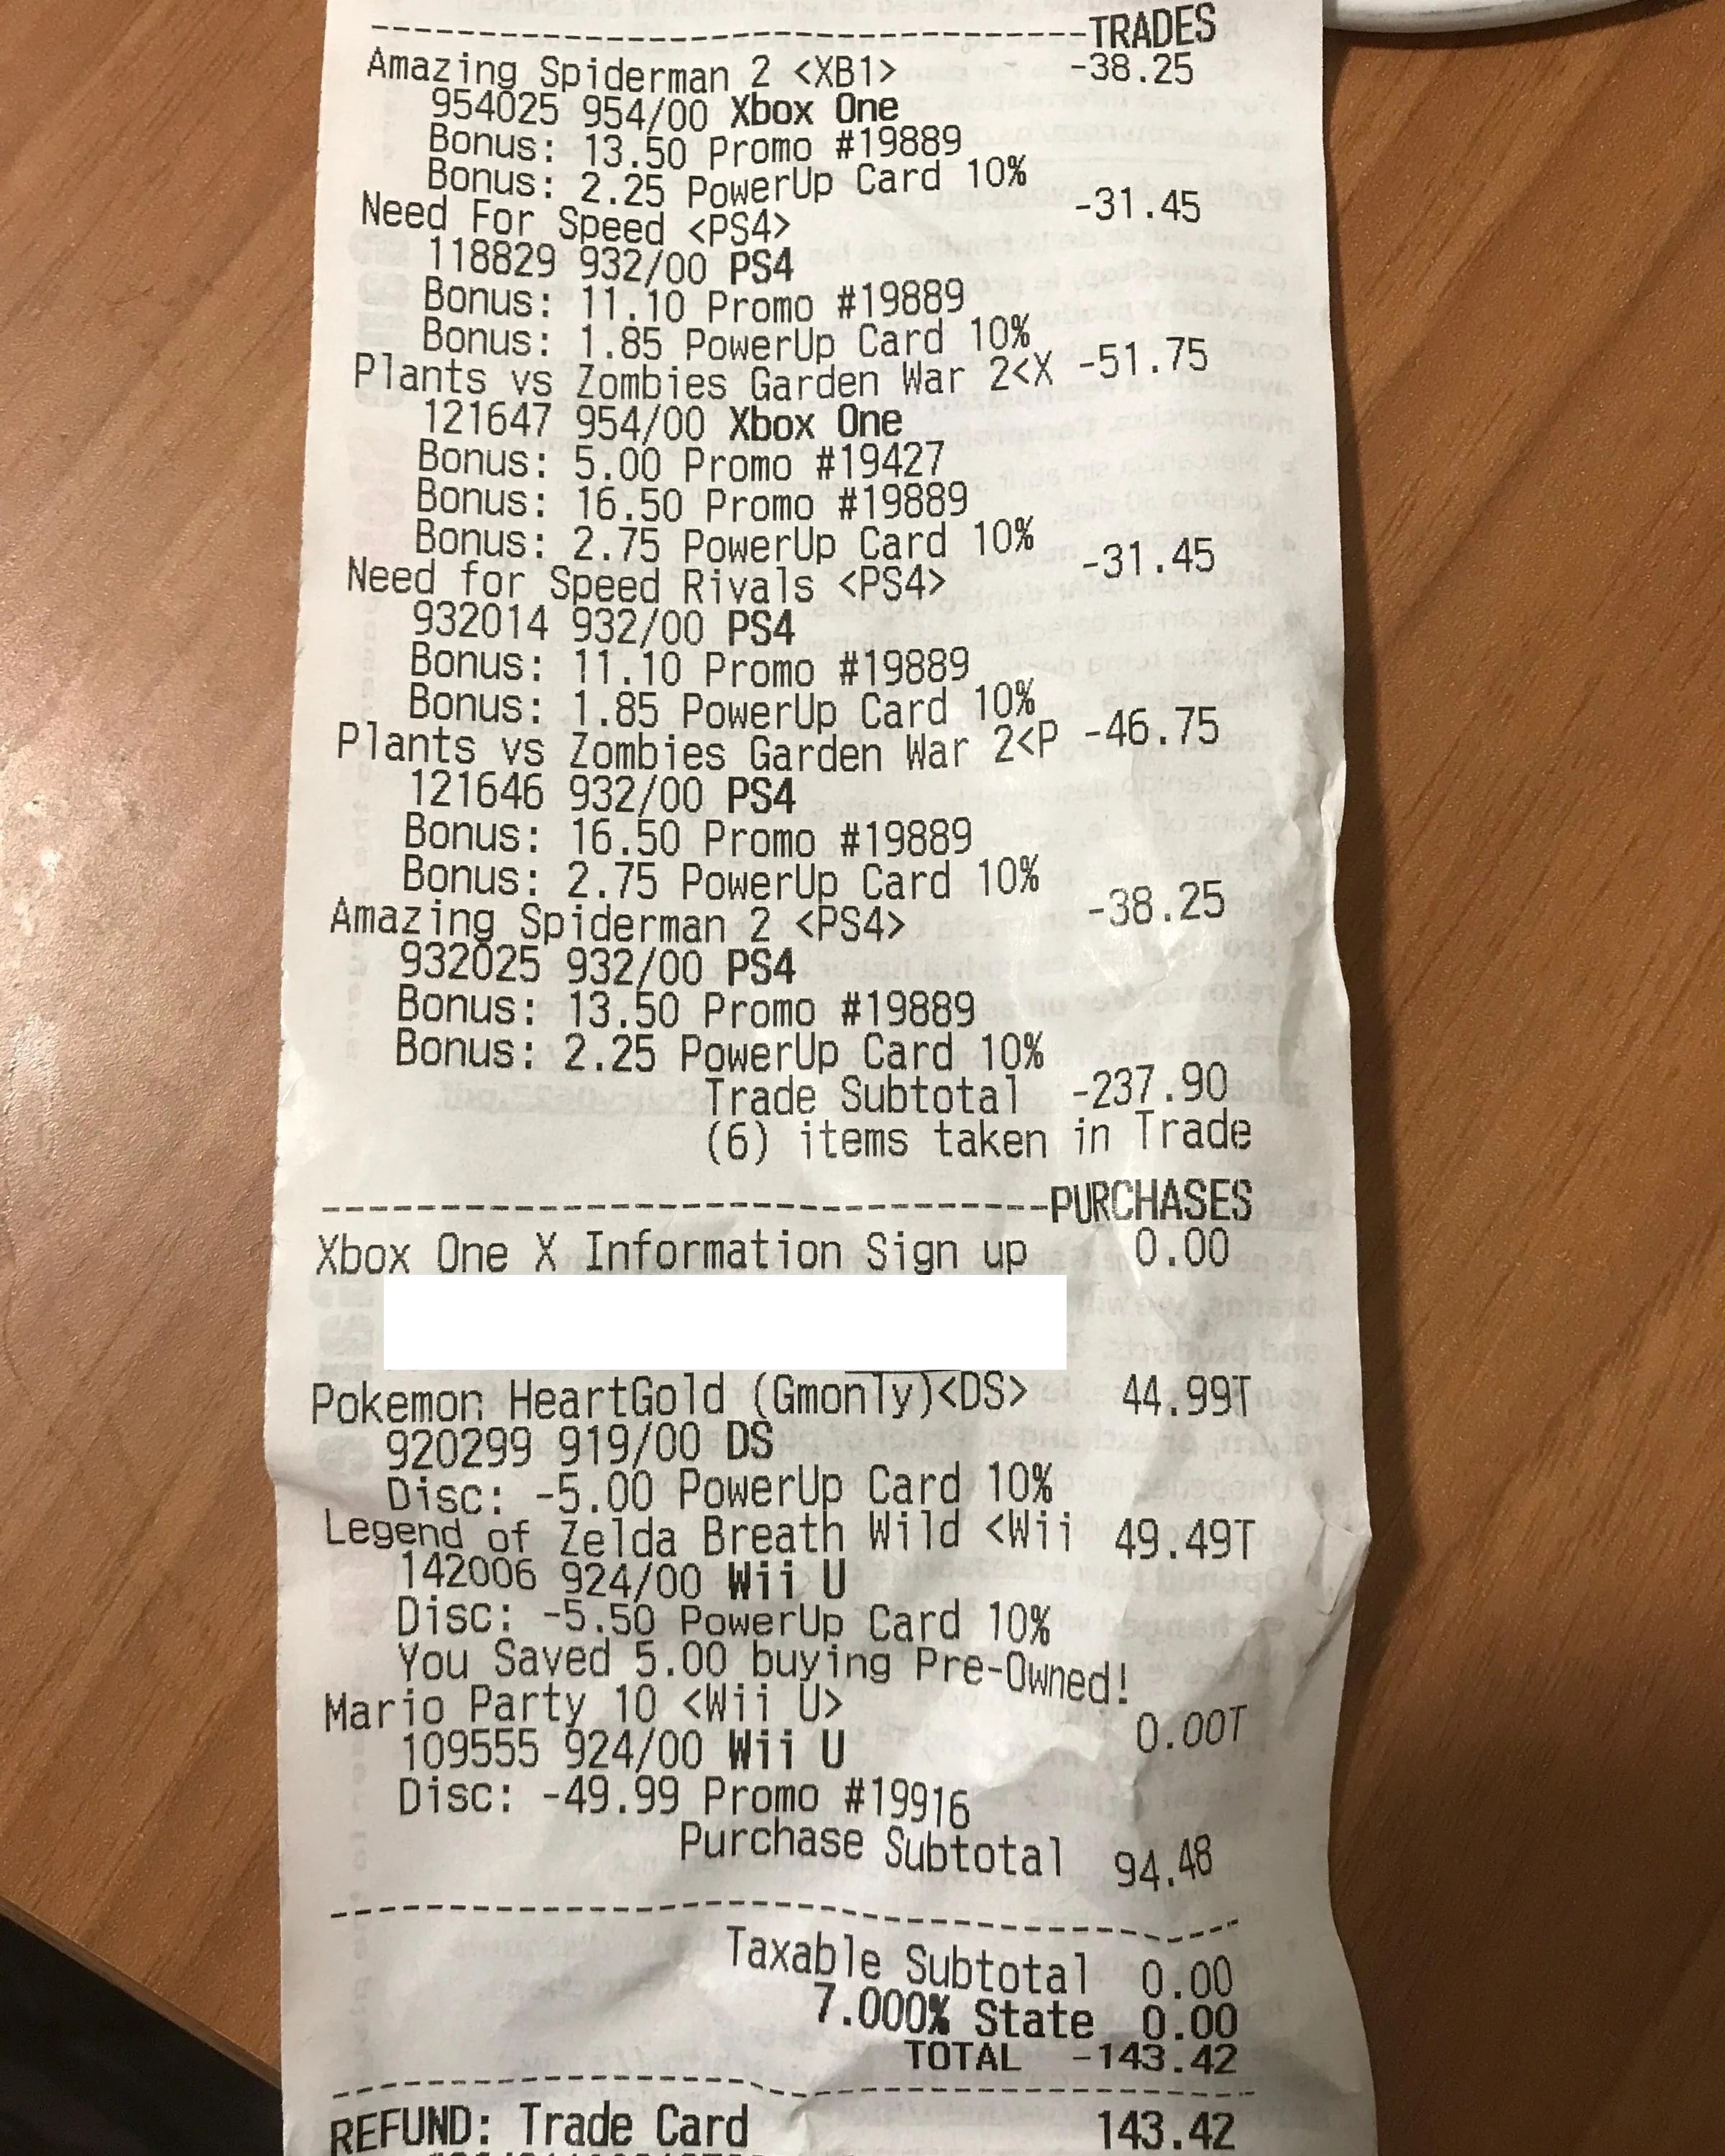 ------------------------------TRADES
Amazing Spiderman 2 <XB1> -38.25
954025 954/00 Xbox One
Bonus: 13.50 Promo #19889
Bonus: 2.25 PowerUp Card 10%
Need For Speed <PS4> -31.45
118829 932/00 PS4
Bonus: 11.10 Promo #19889
Bonus: 1.85 PowerUp Card 10%
Plants vs Zombies Garden War 2<X -51.75
121647 954/00 Xbox One
Bonus: 5.00 Promo #19427
Bonus: 16.50 Promo #19889
Bonus: 2.75 PowerUp Card 10%
Need for Speed Rivals <PS4> -31.45
932014 932/00 PS4
Bonus: 11.10 Promo #19889
Bonus: 1.85 PowerUp Card 10%
Plants vs Zombies Garden War 2<P -46.75
121646 932/00 PS4
Bonus: 16.50 Promo #19889
Bonus: 2.75 PowerUp Card 10%
Amazing Spiderman 2 <PS4> -38.25
932025 932/00 PS4
Bonus: 13.50 Promo #19889
Bonus: 2.25 PowerUp Card 10%
Trade Subtotal -237.90
(6) items taken in Trade
------------------------------PURCHASES
Xbox One X Information Sign up 0.00
Pokemon HeartGold (Gmonly)<DS> 44.99T
920299 919/00 DS
Disc: -5.00 PowerUp Card 10%
Legend of Zelda Breath Wild <Wii 49.49T
142006 924/00 Wii U
Disc: -5.50 PowerUp Card 10%
You Saved 5.00 buying Pre-Owned!
Mario Party 10 <Wii U> 0.00T
109555 924/00 Wii U
Disc: -49.99 Promo #19916
Purchase Subtotal 94.48
Taxable Subtotal 0.00
7.000% State 0.00
TOTAL -143.42
REFUND: Trade Card 143.42